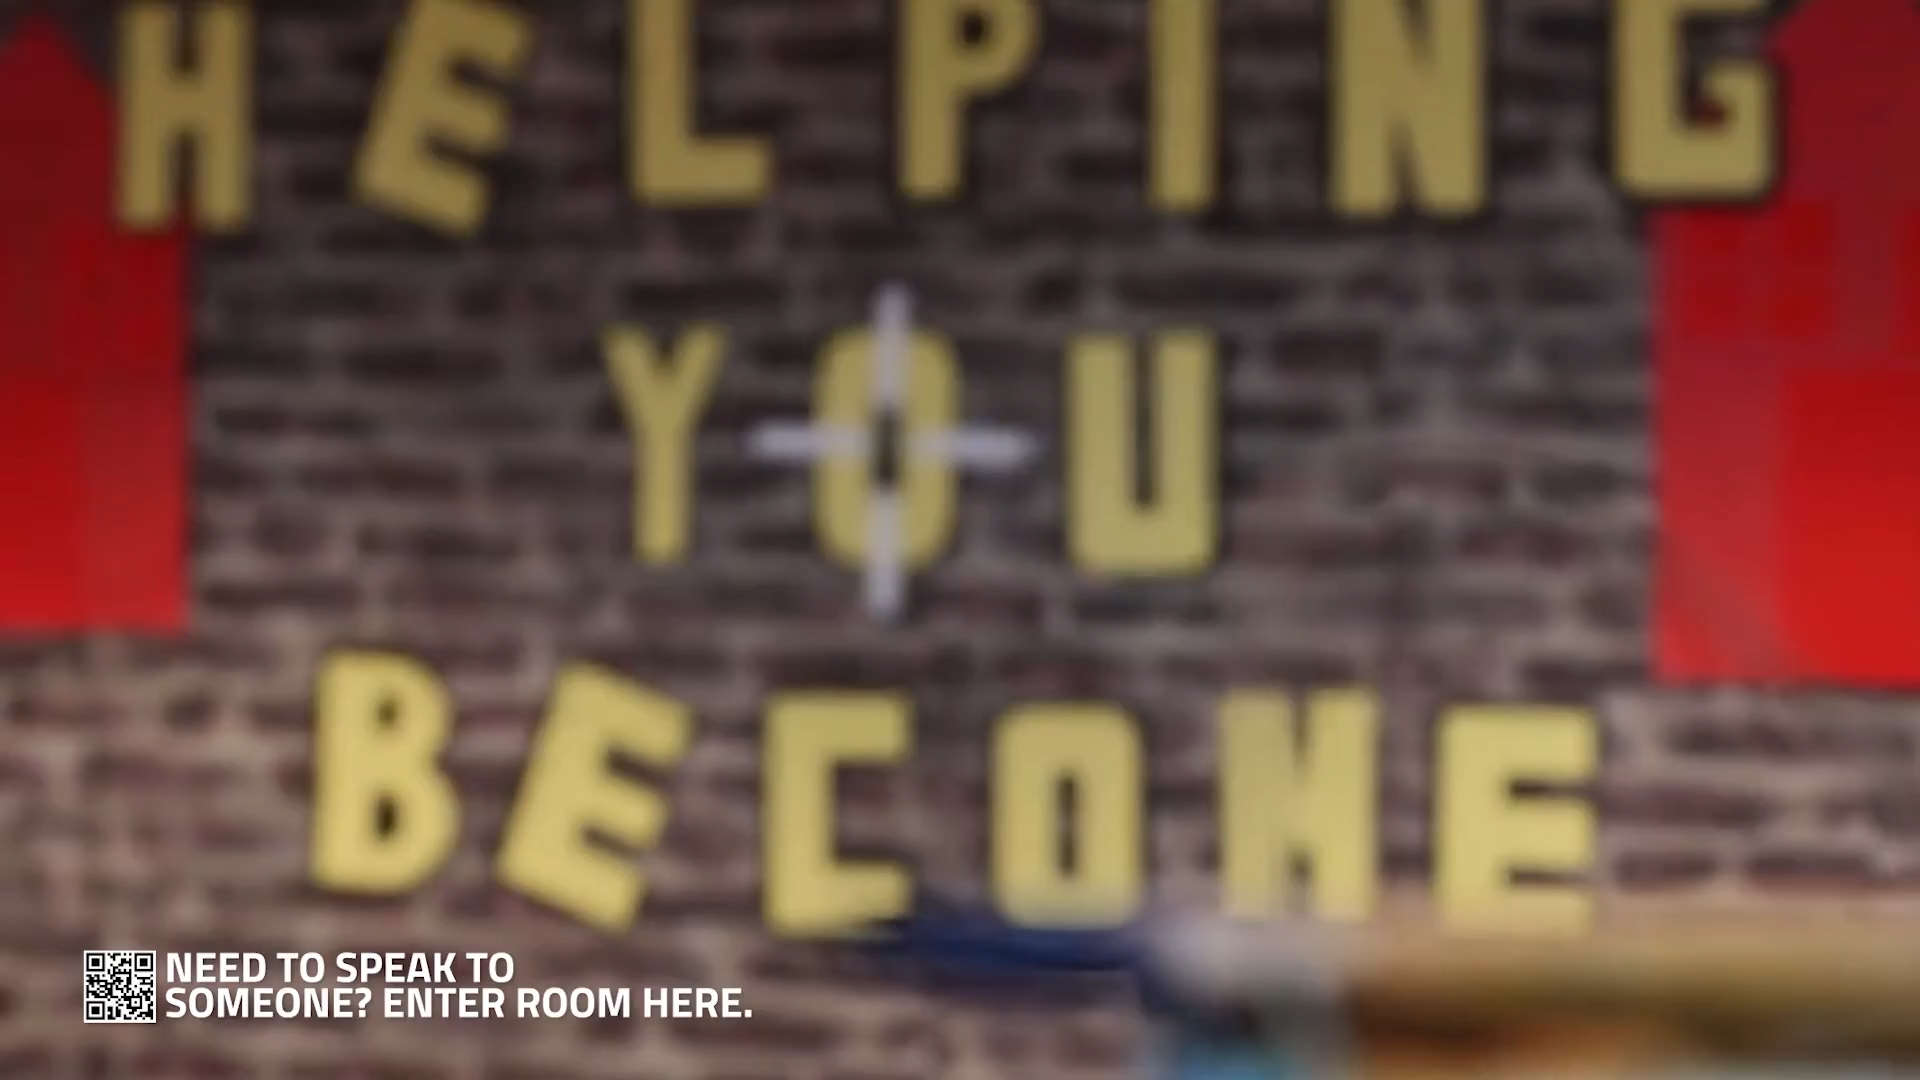 HELPING
YOU
BECOME
NEED TO SPEAK TO
SOMEONE? ENTER ROOM HERE.